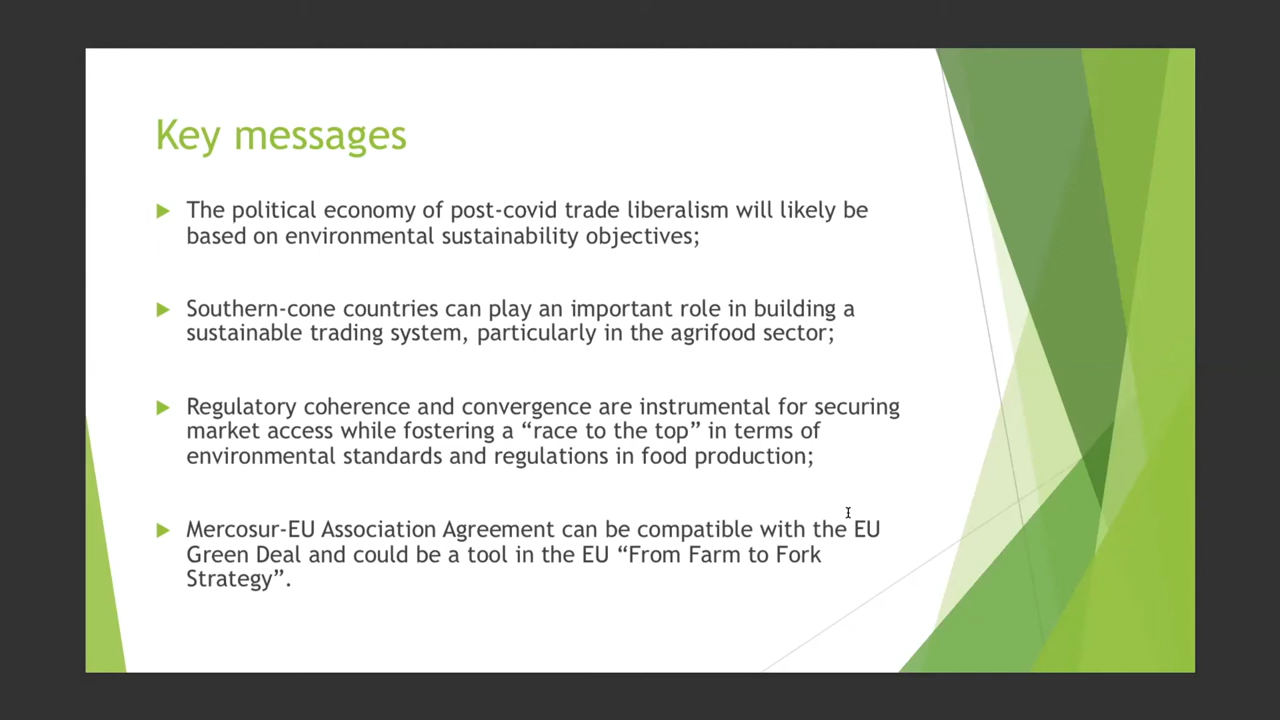 Key messages
The political economy of post-covid trade liberalism will likely be
based on environmental sustainability objectives;
Southern-cone countries can play an important role in building a
sustainable trading system, particularly in the agrifood sector;
Regulatory coherence and convergence are instrumental for securing
market access while fostering a “race to the top” in terms of
environmental standards and regulations in food production;
Mercosur-EU Association Agreement can be compatible with the EU
Green Deal and could be a tool in the EU “From Farm to Fork
Strategy”.